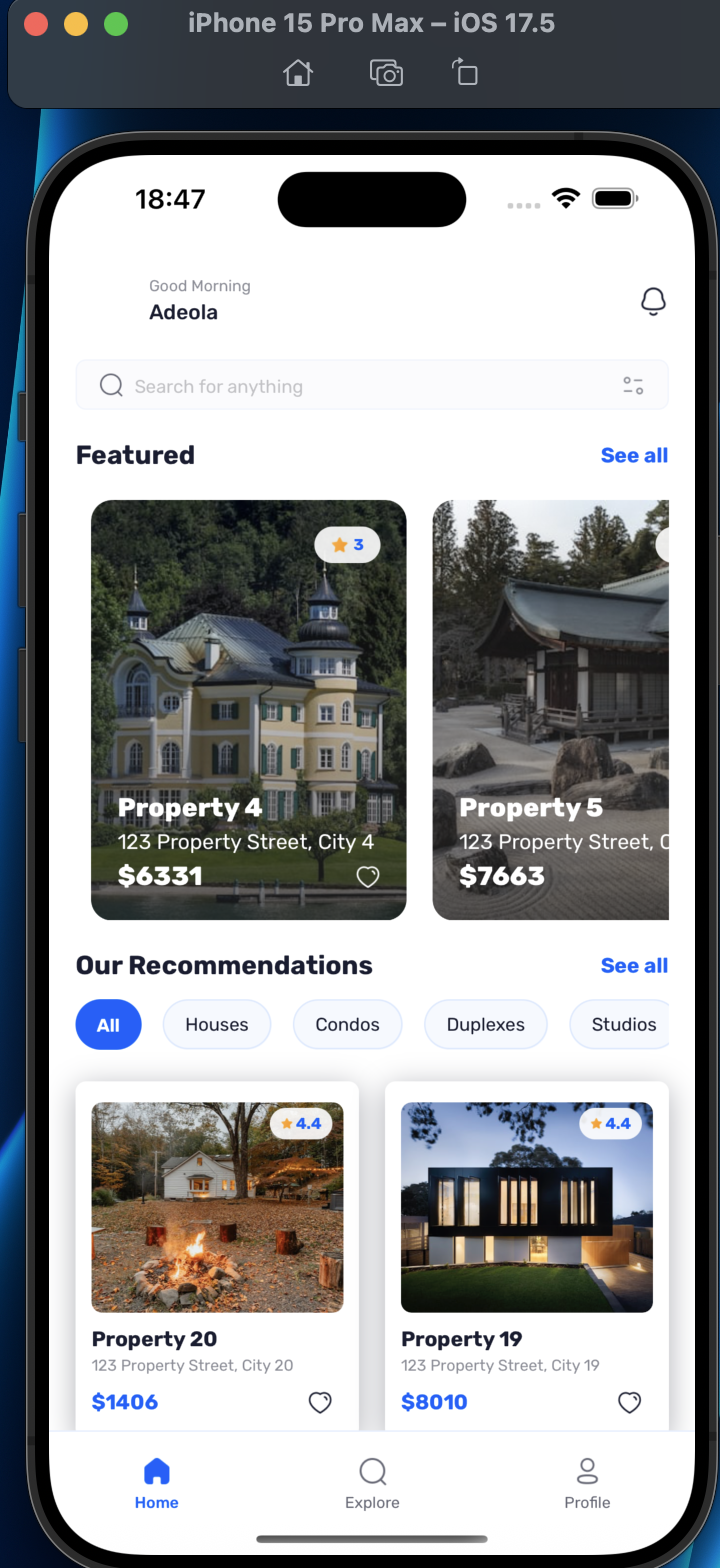 iPhone 15 Pro Max – iOS 17.5
18:47
Good Morning
Adeola
Search for anything
Featured
See all
3
Property 4
123 Property Street, City 4
$6331
Property 5
123 Property Street, C
$7663
Our Recommendations
See all
All
Houses
Condos
Duplexes
Studios
4.4
Property 20
123 Property Street, City 20
$1406
4.4
Property 19
123 Property Street, City 19
$8010
Home
Explore
Profile